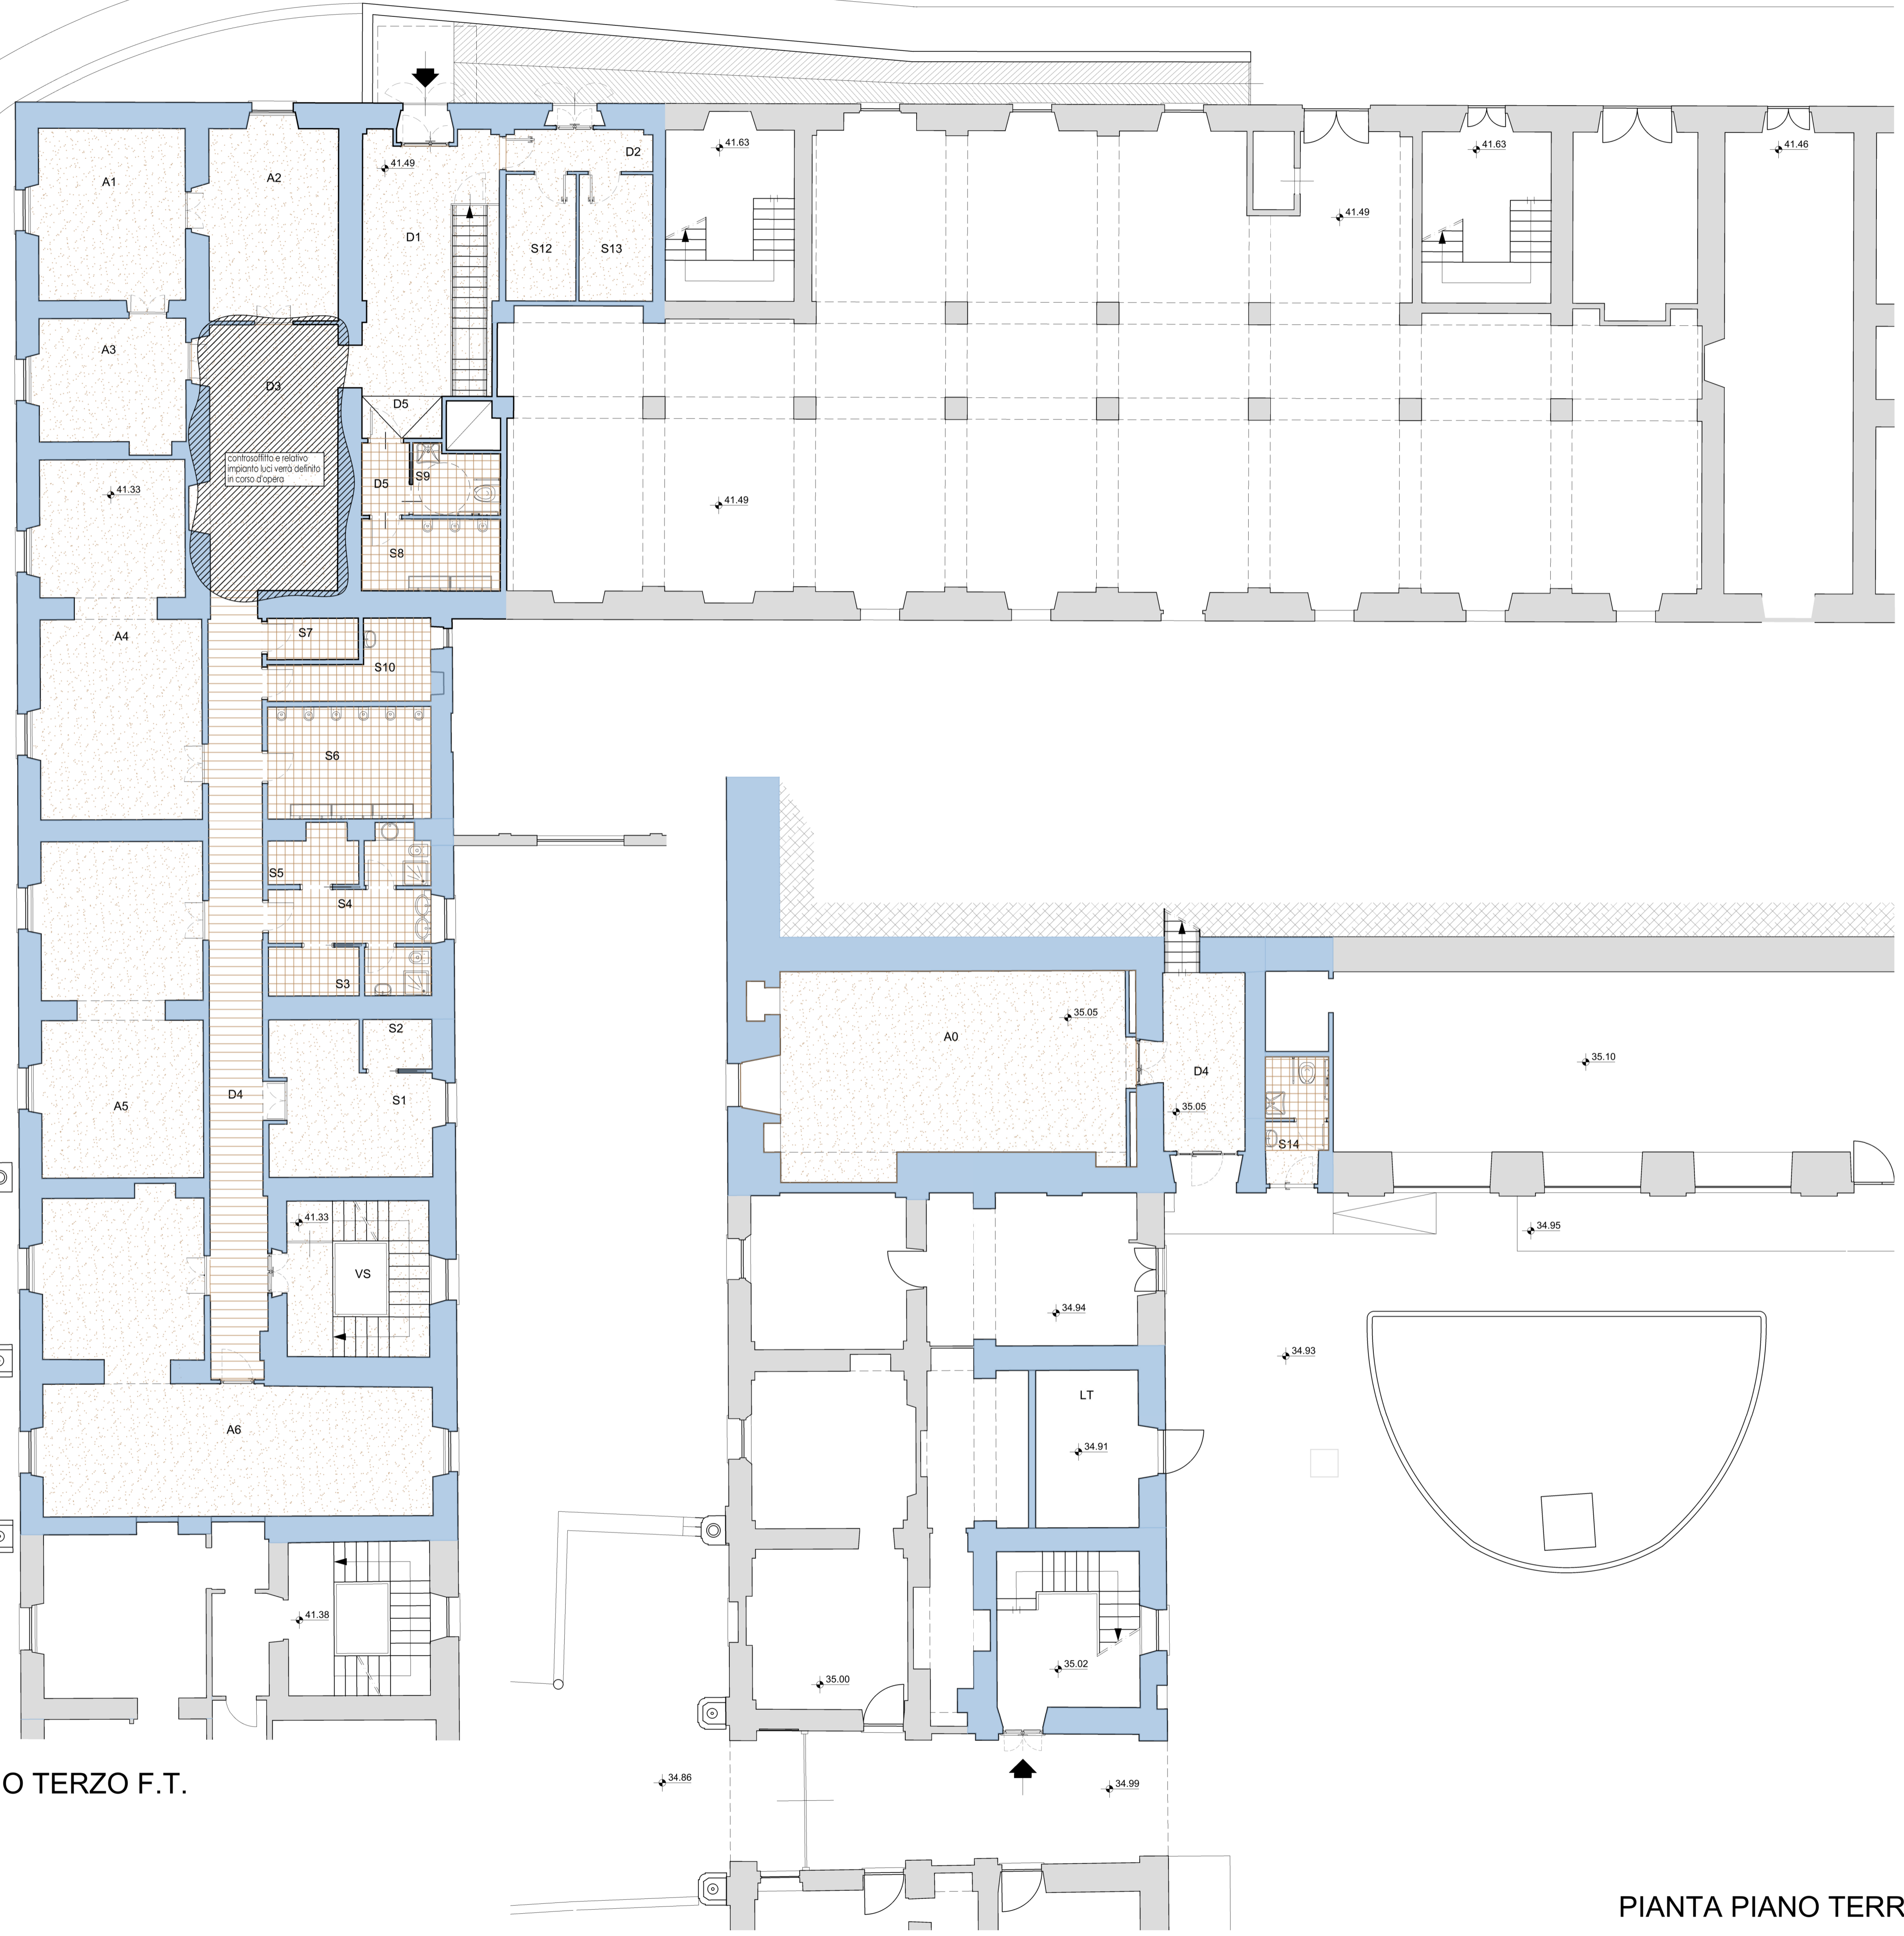 A1
A2
41.49
D2
41.63
41.63
41.46
D1
S12
S13
41.49
A3
D3
D5
controsoffitto e relativo
impianto luci verrà definito
in corso d'opera
41.33
D5
S9
41.49
S8
A4
S7
S10
S6
S5
S4
S3
S2
D4
S1
A5
41.33
VS
A6
41.38
O TERZO F.T.
35.05
A0
D4
35.05
35.10
S14
34.95
34.94
34.93
LT
34.91
35.02
35.00
34.86
34.99
PIANTA PIANO TERR